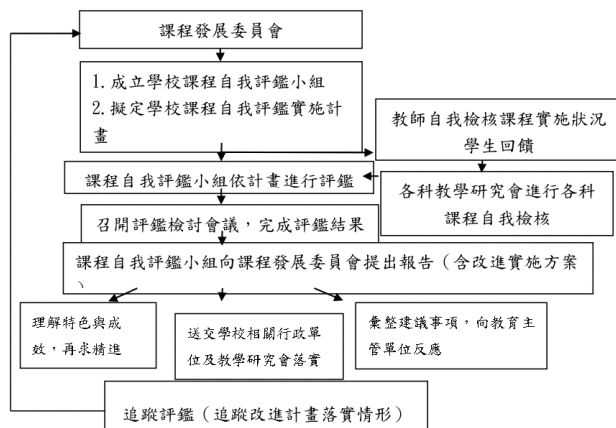 課程發展委員會
1.成立學校課程自我評鑑小組
2.擬定學校課程自我評鑑實施計
畫
教師自我檢核課程實施狀況
學生回饋
課程自我評鑑小組依計畫進行評鑑
各科教學研究會進行各科
課程自我檢核
召開評鑑檢討會議，完成評鑑結果
課程自我評鑑小組向課程發展委員會提出報告（含改進實施方案
）
理解特色與成
效，再求精進
送交學校相關行政單
位及教學研究會落實
彙整建議事項，向教育主
管單位反應
追蹤評鑑（追蹤改進計畫落實情形）